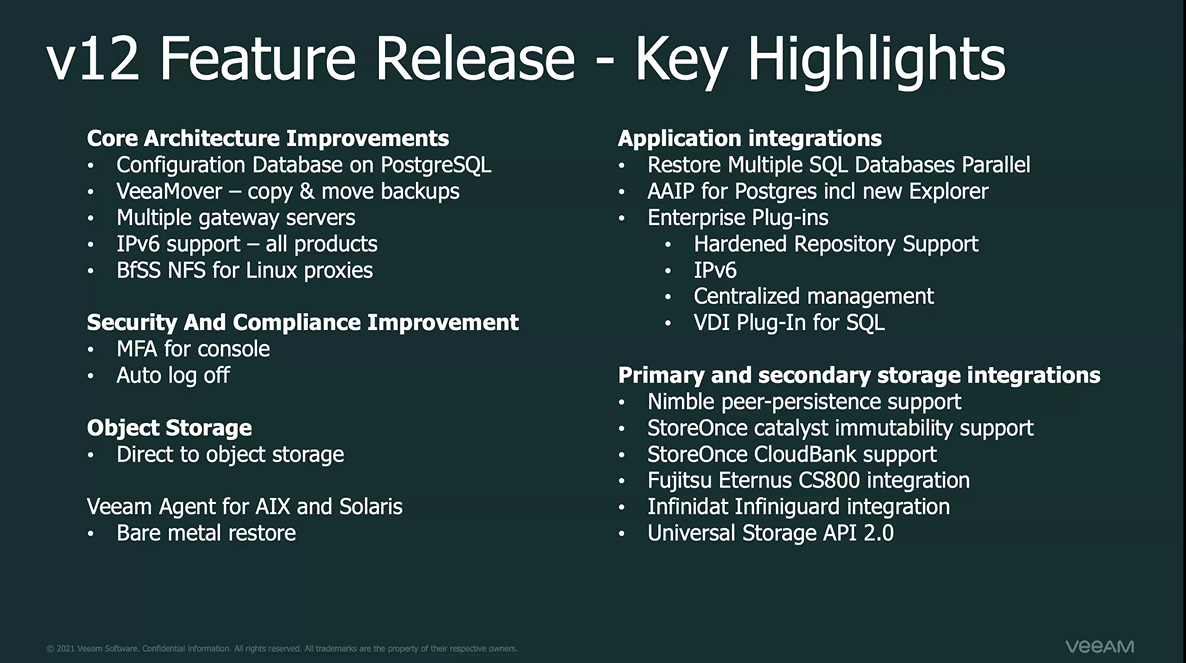 v12 Feature Release - Key Highlights
Core Architecture Improvements
• Configuration Database on PostgreSQL
• VeeaMover – copy & move backups
• Multiple gateway servers
• IPv6 support – all products
• BfSS NFS for Linux proxies
Security And Compliance Improvement
• MFA for console
• Auto log off
Object Storage
• Direct to object storage
Veeam Agent for AIX and Solaris
• Bare metal restore
Application integrations
• Restore Multiple SQL Databases Parallel
• AAIP for Postgres incl new Explorer
• Enterprise Plug-ins
• Hardened Repository Support
• IPv6
• Centralized management
• VDI Plug-In for SQL
Primary and secondary storage integrations
• Nimble peer-persistence support
• StoreOnce catalyst immutability support
• StoreOnce CloudBank support
• Fujitsu Eternus CS800 integration
• Infinidat Infiniguard integration
• Universal Storage API 2.0
© 2021 Veeam Software. Confidential information. All rights reserved. All trademarks are the property of their respective owners.
veeAM